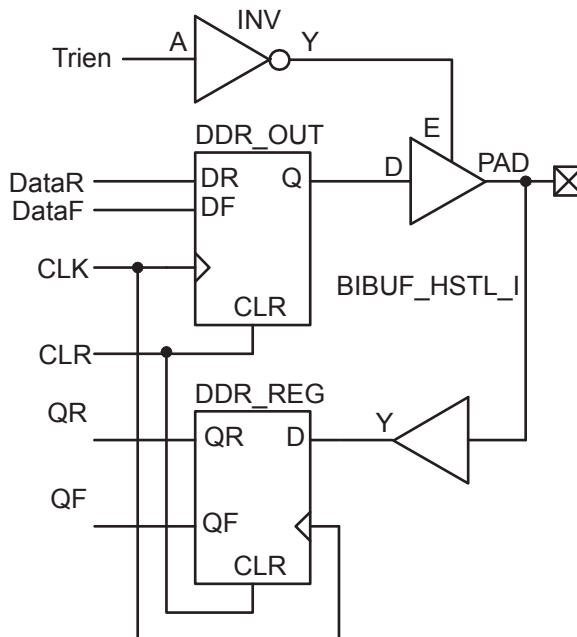 INV
Trien
A
Y
DDR_OUT
E
D
PAD
DataR
DR
Q
DataF
DF
CLK
BIBUF_HSTL_I
CLR
CLR
DDR_REG
QR
QR
D
Y
QF
QF
CLR